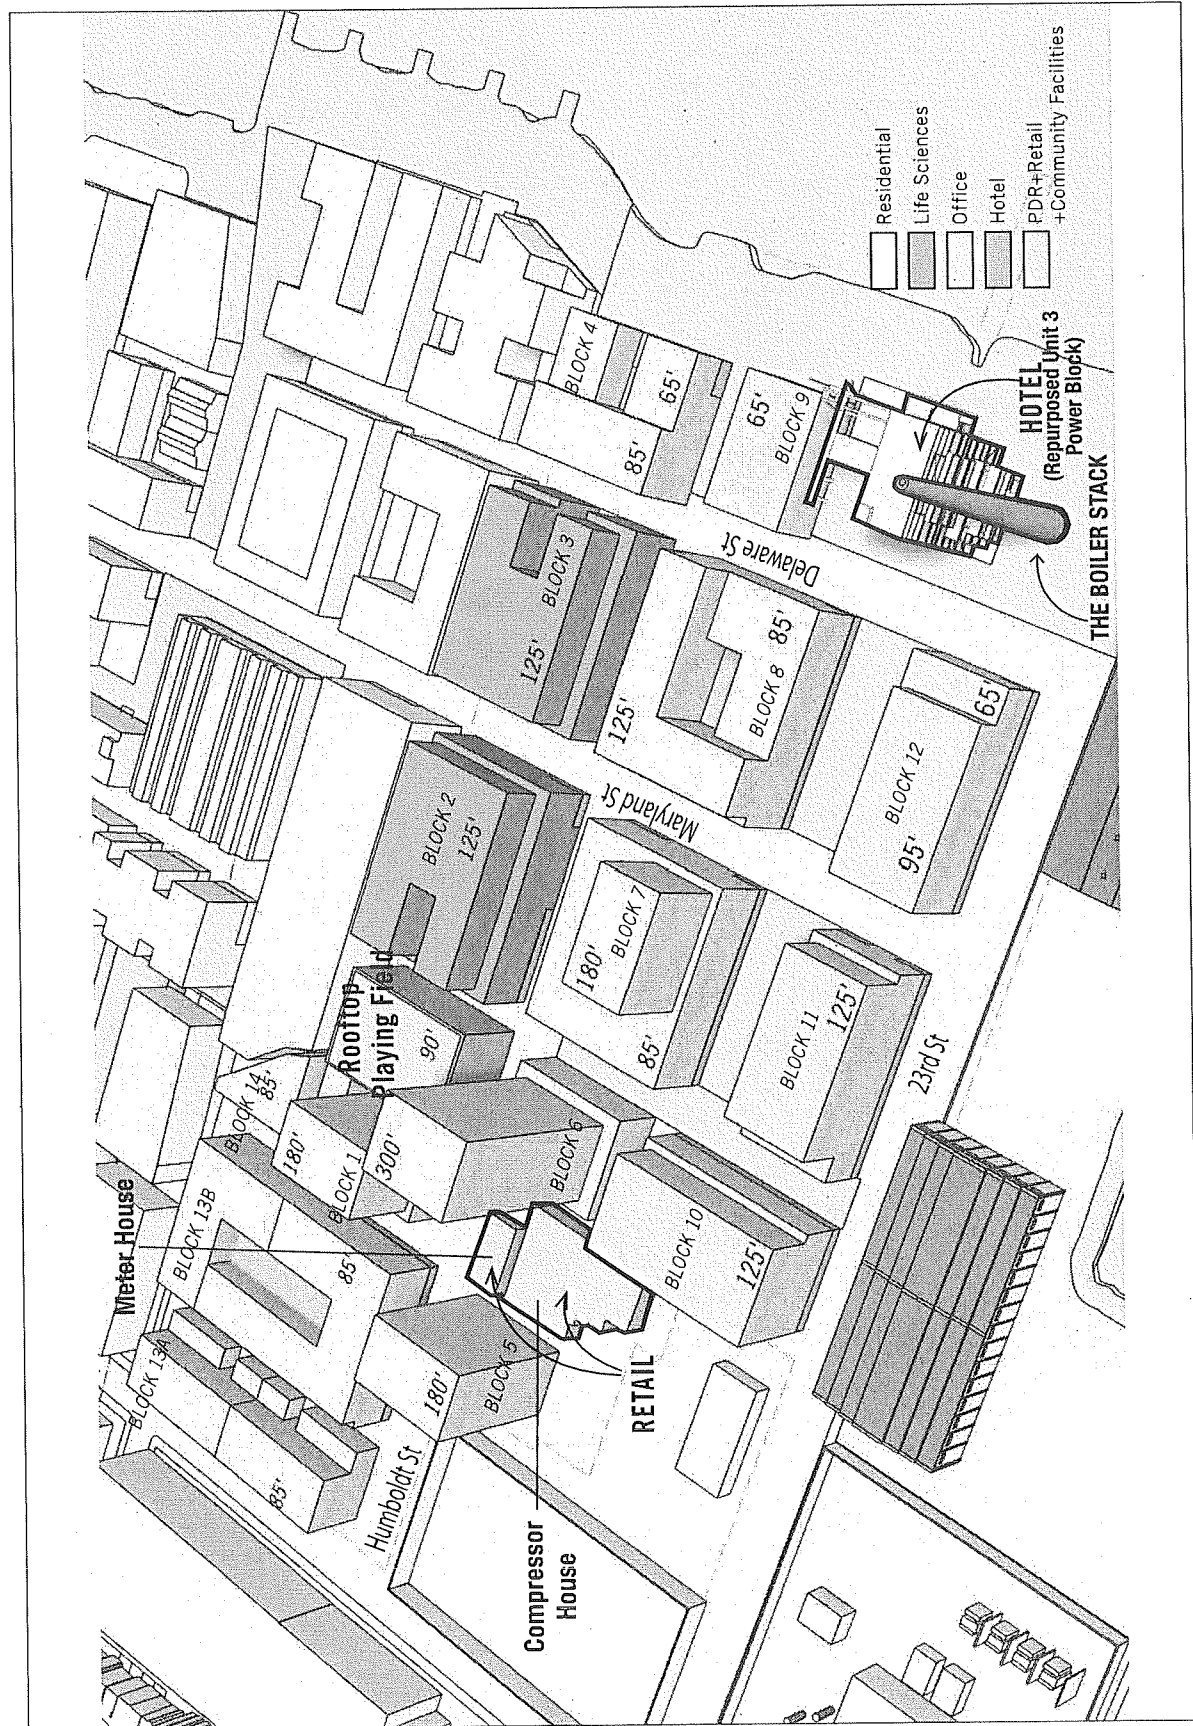 Meter House
BLOCK 13A
85'
BLOCK 13B
85'
BLOCK 14
85'
180'
BLOCK 1
Rooftop
Playing Field
90'
BLOCK 2
125'
BLOCK 3
125'
BLOCK 4
85'
65'
Humboldt St
180'
BLOCK 5
300'
BLOCK 6
180'
BLOCK 7
85'
Maryland St
125'
BLOCK 8
85'
Delaware St
65'
BLOCK 9
Compressor
House
RETAIL
BLOCK 10
125'
BLOCK 11
125'
95'
BLOCK 12
65'
23rd St
HOTEL
(Repurposed Unit 3
Power Block)
THE BOILER STACK
Residential
Life Sciences
Office
Hotel
PDR+Retail
+Community Facilities